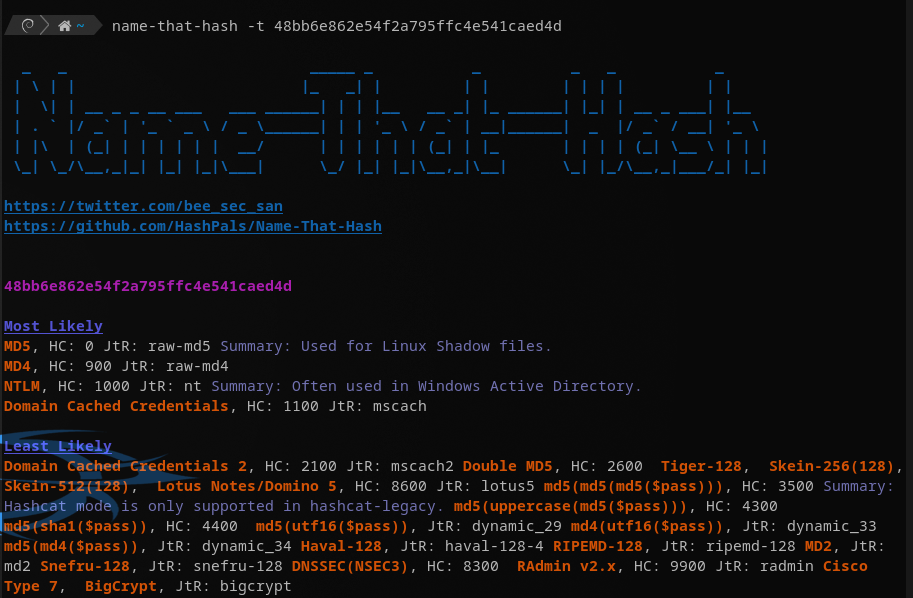 ~ name-that-hash -t 48bb6e862e54f2a795ffc4e541caed4d
Name-That-Hash
https://twitter.com/bee_sec_san
https://github.com/HashPals/Name-That-Hash
48bb6e862e54f2a795ffc4e541caed4d
Most Likely
MD5, HC: 0 JtR: raw-md5 Summary: Used for Linux Shadow files.
MD4, HC: 900 JtR: raw-md4
NTLM, HC: 1000 JtR: nt Summary: Often used in Windows Active Directory.
Domain Cached Credentials, HC: 1100 JtR: mscach
Least Likely
Domain Cached Credentials 2, HC: 2100 JtR: mscach2 Double MD5, HC: 2600  Tiger-128,  Skein-256(128),
Skein-512(128),  Lotus Notes/Domino 5, HC: 8600 JtR: lotus5 md5(md5(md5($pass))), HC: 3500 Summary:
Hashcat mode is only supported in hashcat-legacy. md5(uppercase(md5($pass))), HC: 4300
md5(sha1($pass)), HC: 4400  md5(utf16($pass)), JtR: dynamic_29 md4(utf16($pass)), JtR: dynamic_33
md5(md4($pass)), JtR: dynamic_34 Haval-128, JtR: haval-128-4 RIPEMD-128, JtR: ripemd-128 MD2, JtR:
md2 Snefru-128, JtR: snefru-128 DNSSEC(NSEC3), HC: 8300  RAdmin v2.x, HC: 9900 JtR: radmin Cisco
Type 7,  BigCrypt, JtR: bigcrypt